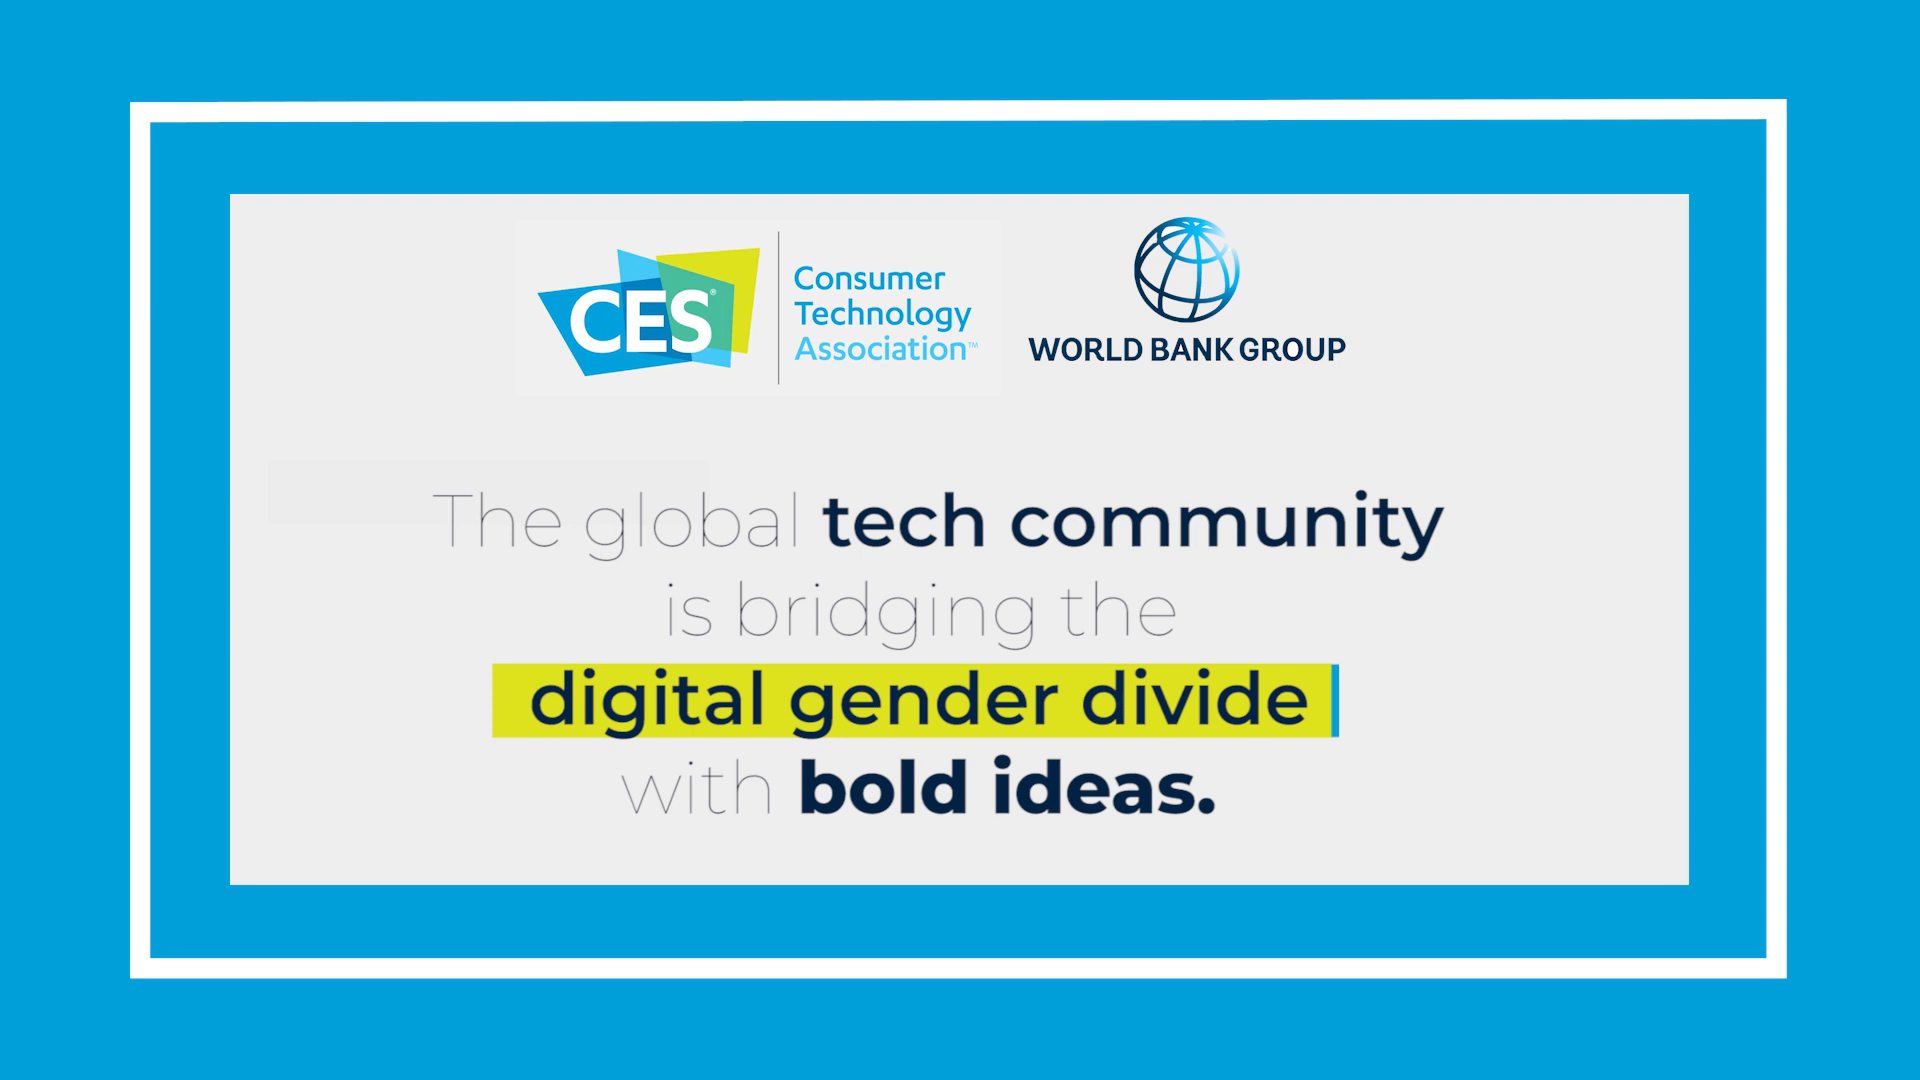 CES®
Consumer
Technology
Association™
WORLD BANK GROUP
The global tech community
is bridging the
digital gender divide
with bold ideas.